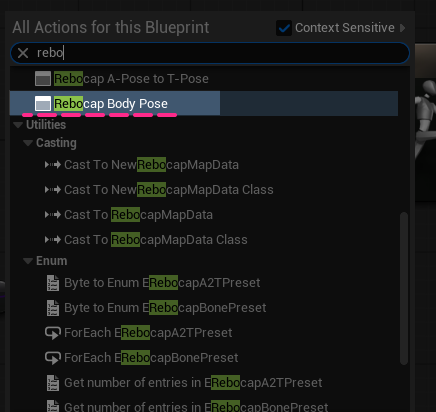 All Actions for this Blueprint
Context Sensitive
rebo
Rebocap A-Pose to T-Pose
Rebocap Body Pose
Utilities
Casting
Cast To NewRebocapMapData
Cast To NewRebocapMapData Class
Cast To RebocapMapData
Cast To RebocapMapData Class
Enum
Byte to Enum ERebocapA2TPreset
Byte to Enum ERebocapBonePreset
ForEach ERebocapA2TPreset
ForEach ERebocapBonePreset
Get number of entries in ERebocapA2TPreset
Get number of entries in ERebocapBonePreset